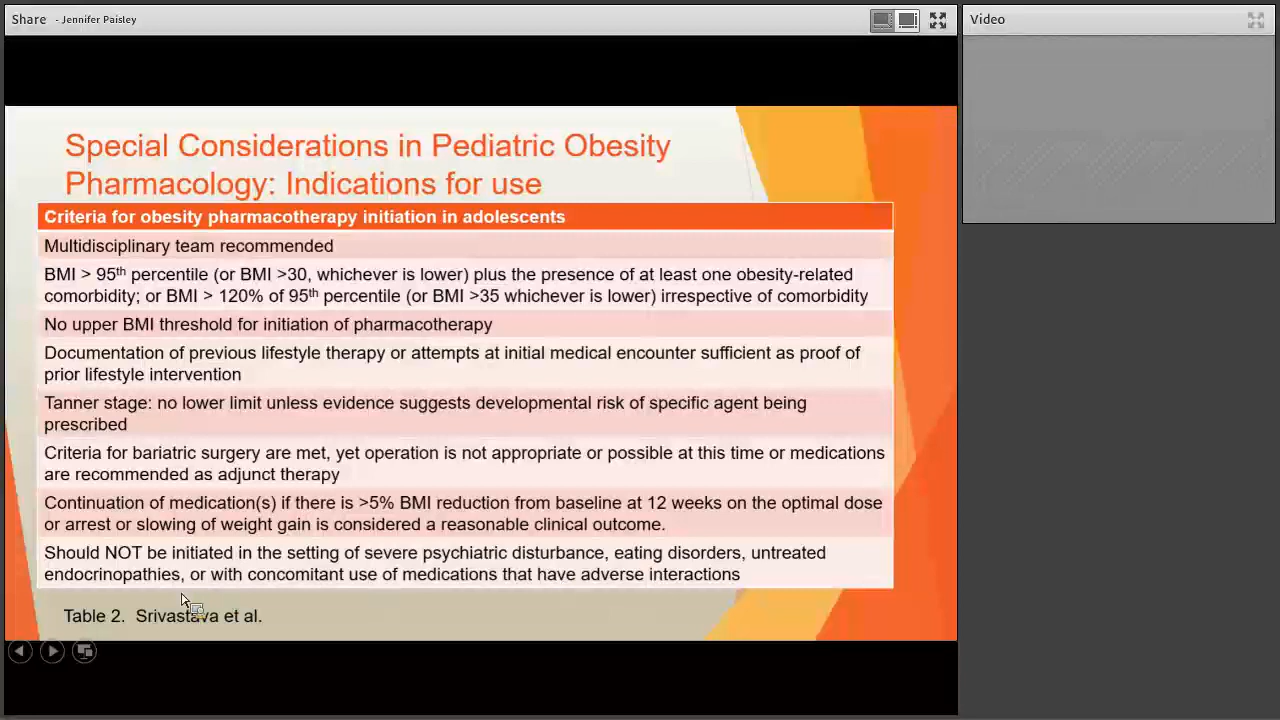 Share - Jennifer Paisley
Video
Special Considerations in Pediatric Obesity
Pharmacology: Indications for use
Criteria for obesity pharmacotherapy initiation in adolescents
Multidisciplinary team recommended
BMI > 95th percentile (or BMI >30, whichever is lower) plus the presence of at least one obesity-related
comorbidity; or BMI > 120% of 95th percentile (or BMI >35 whichever is lower) irrespective of comorbidity
No upper BMI threshold for initiation of pharmacotherapy
Documentation of previous lifestyle therapy or attempts at initial medical encounter sufficient as proof of
prior lifestyle intervention
Tanner stage: no lower limit unless evidence suggests developmental risk of specific agent being
prescribed
Criteria for bariatric surgery are met, yet operation is not appropriate or possible at this time or medications
are recommended as adjunct therapy
Continuation of medication(s) if there is >5% BMI reduction from baseline at 12 weeks on the optimal dose
or arrest or slowing of weight gain is considered a reasonable clinical outcome.
Should NOT be initiated in the setting of severe psychiatric disturbance, eating disorders, untreated
endocrinopathies, or with concomitant use of medications that have adverse interactions
Table 2. Srivastava et al.